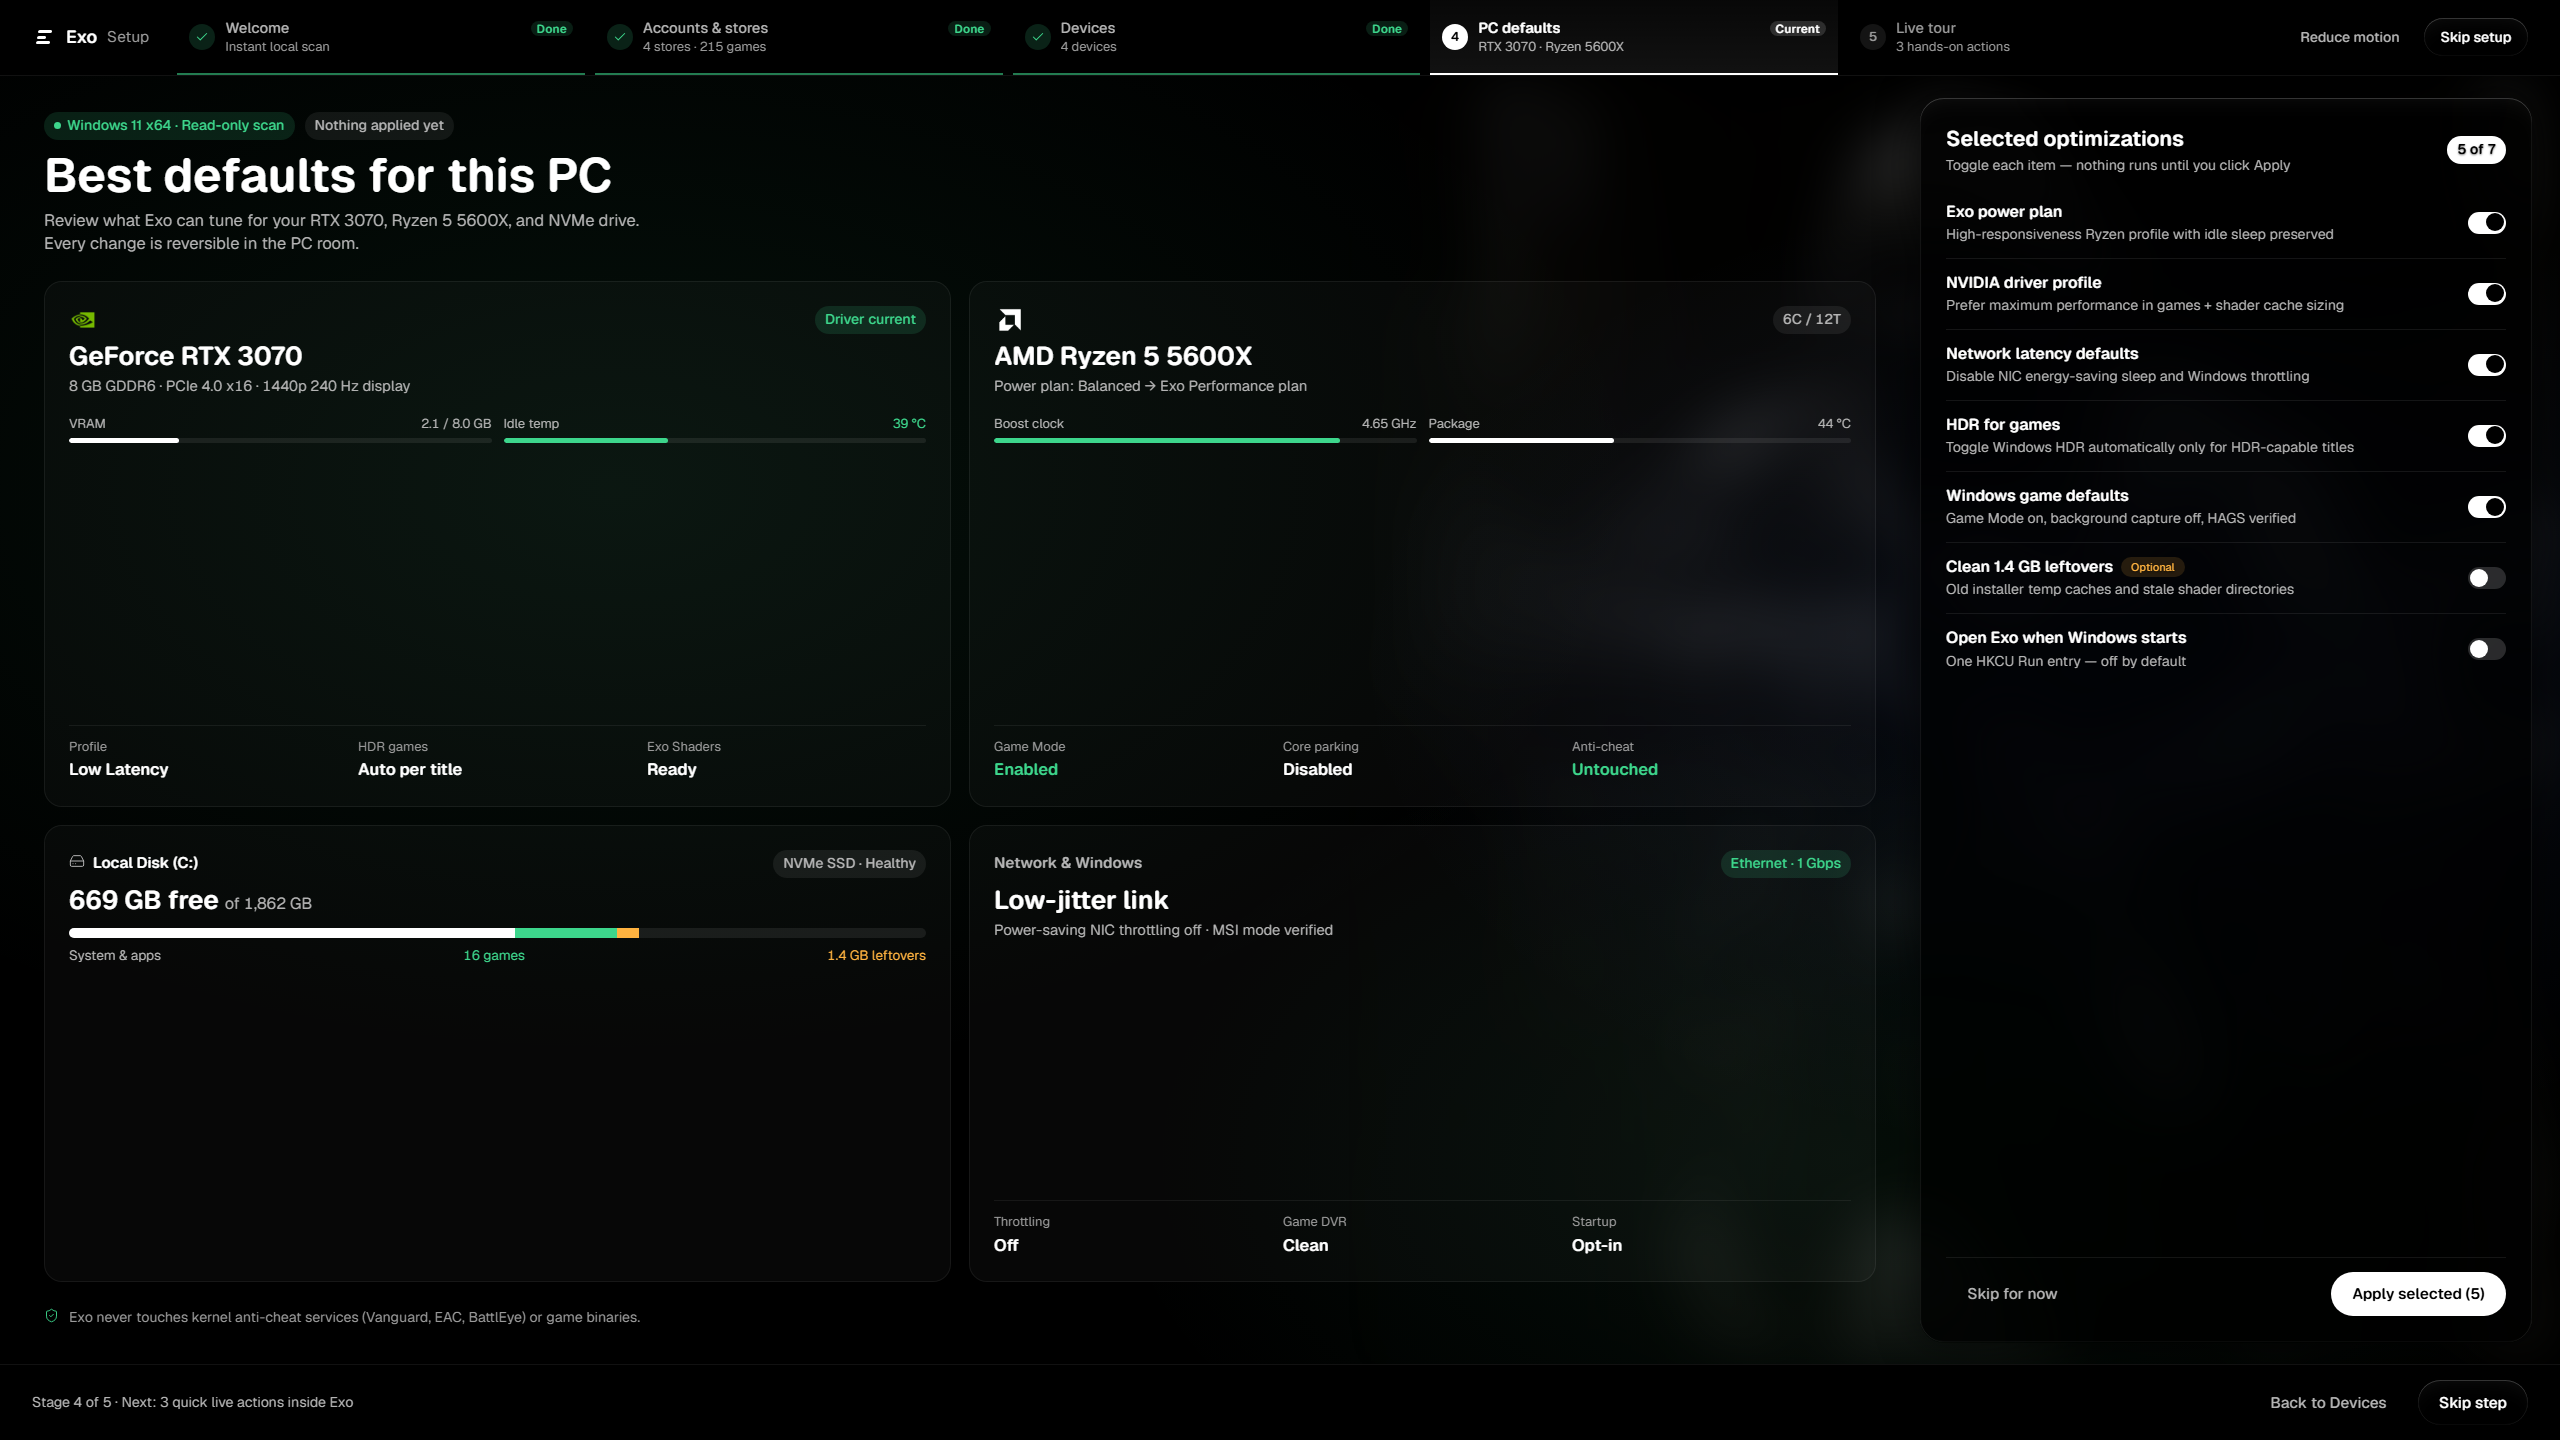 Exo Setup
Welcome
Instant local scan
Done
Accounts & stores
4 stores · 215 games
Done
Devices
4 devices
Done
4
PC defaults
RTX 3070 · Ryzen 5600X
Current
5
Live tour
3 hands-on actions
Reduce motion
Skip setup
Windows 11 x64 · Read-only scan
Nothing applied yet
Best defaults for this PC
Review what Exo can tune for your RTX 3070, Ryzen 5 5600X, and NVMe drive.
Every change is reversible in the PC room.
Driver current
GeForce RTX 3070
8 GB GDDR6 · PCIe 4.0 x16 · 1440p 240 Hz display
VRAM 2.1 / 8.0 GB
Idle temp 39 °C
Profile
Low Latency
HDR games
Auto per title
Exo Shaders
Ready
6C / 12T
AMD Ryzen 5 5600X
Power plan: Balanced → Exo Performance plan
Boost clock 4.65 GHz
Package 44 °C
Game Mode
Enabled
Core parking
Disabled
Anti-cheat
Untouched
Local Disk (C:)
NVMe SSD · Healthy
669 GB free of 1,862 GB
System & apps
16 games
1.4 GB leftovers
Network & Windows
Ethernet · 1 Gbps
Low-jitter link
Power-saving NIC throttling off · MSI mode verified
Throttling
Off
Game DVR
Clean
Startup
Opt-in
Exo never touches kernel anti-cheat services (Vanguard, EAC, BattlEye) or game binaries.
Selected optimizations
5 of 7
Toggle each item — nothing runs until you click Apply
Exo power plan
High-responsiveness Ryzen profile with idle sleep preserved
NVIDIA driver profile
Prefer maximum performance in games + shader cache sizing
Network latency defaults
Disable NIC energy-saving sleep and Windows throttling
HDR for games
Toggle Windows HDR automatically only for HDR-capable titles
Windows game defaults
Game Mode on, background capture off, HAGS verified
Clean 1.4 GB leftovers Optional
Old installer temp caches and stale shader directories
Open Exo when Windows starts
One HKCU Run entry — off by default
Skip for now
Apply selected (5)
Stage 4 of 5 · Next: 3 quick live actions inside Exo
Back to Devices
Skip step